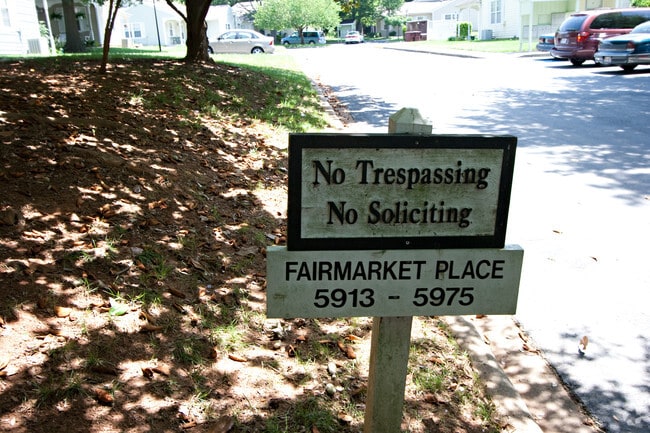 No Trespassing
No Soliciting
FAIRMARKET PLACE
5913 - 5975